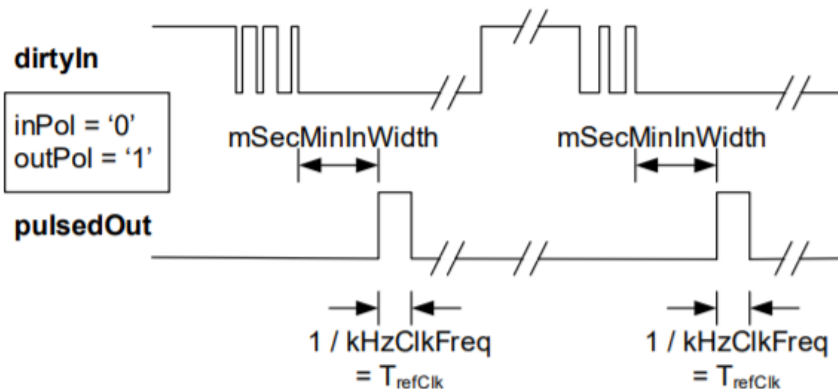 dirtyIn
inPol = ‘0’
outPol = ‘1’
mSecMinInWidth
mSecMinInWidth
pulsedOut
1 / kHzClkFreq
= TrefClk
1 / kHzClkFreq
= TrefClk